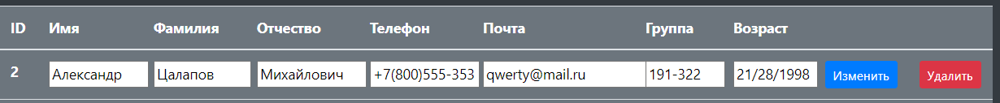 ID Имя Фамилия Отчество Телефон Почта Группа Возраст
2 Александр Цалапов Михайлович +7(800)555-353 qwerty@mail.ru 191-322 21/28/1998 Изменить Удалить